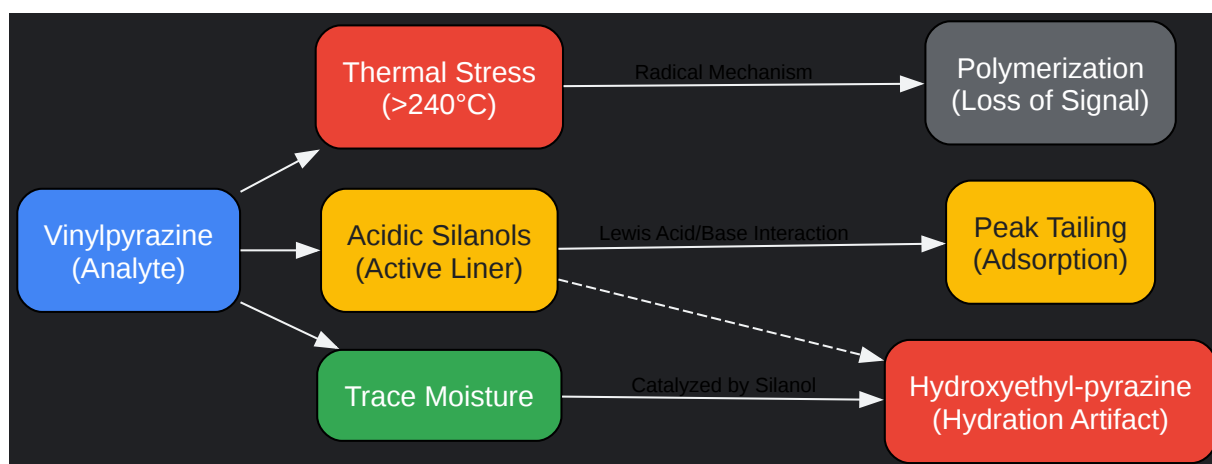 Thermal Stress
(>240°C)
Radical Mechanism
Polymerization
(Loss of Signal)
Vinylpyrazine
(Analyte)
Acidic Silanols
(Active Liner)
Lewis Acid/Base Interaction
Peak Tailing
(Adsorption)
Trace Moisture
Catalyzed by Silanol
Hydroxyethyl-pyrazine
(Hydration Artifact)